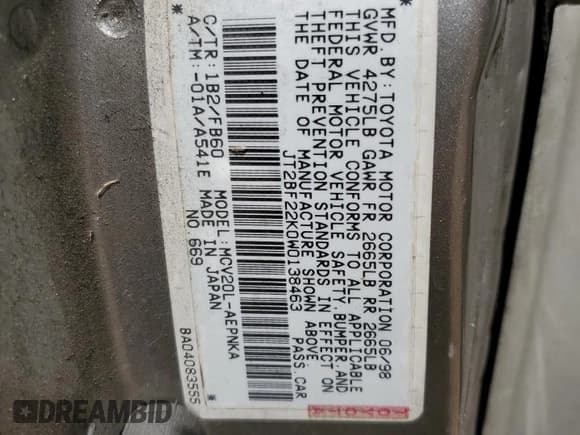 MFD. BY: TOYOTA MOTOR CORPORATION 06/98
GVWR 4275LB GAWR FR 2665LB RR 2665LB
THIS VEHICLE CONFORMS TO ALL APPLICABLE
FEDERAL MOTOR VEHICLE SAFETY, BUMPER, AND
THEFT PREVENTION STANDARDS IN EFFECT ON
THE DATE OF MANUFACTURE SHOWN ABOVE.
JT2BF22K0W0138463 PASS.CAR
C/TR: 1B2/FB60 MODEL: MCV20L-AEPNKA
A/TM: -01A/A541E MADE IN JAPAN
NO.669
BA04083555
TOYOTA
DREAMBID